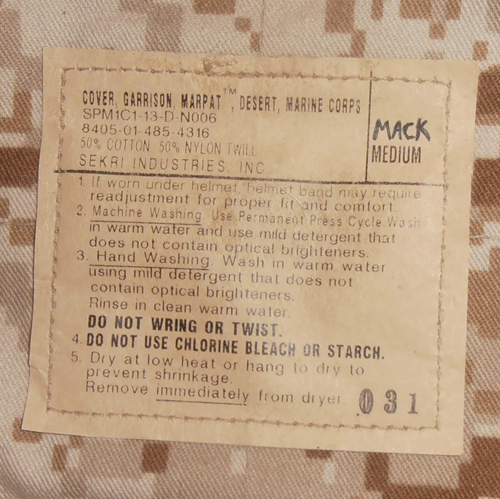 COVER, GARRISON, MARPAT™, DESERT, MARINE CORPS
SPM1C1-13-D-N006
8405-01-485-4316
50% COTTON 50% NYLON TWILL
SEKRI INDUSTRIES, INC
MACK
MEDIUM
1. If worn under helmet, helmet band may require
readjustment for proper fit and comfort.
2. Machine Washing Use Permanent Press Cycle. Wash
in warm water and use mild detergent that
does not contain optical brighteners.
3. Hand Washing. Wash in warm water
using mild detergent that does not
contain optical brighteners.
Rinse in clean warm water.
DO NOT WRING OR TWIST.
4. DO NOT USE CHLORINE BLEACH OR STARCH.
5. Dry at low heat or hang to dry to
prevent shrinkage.
Remove immediately from dryer
031